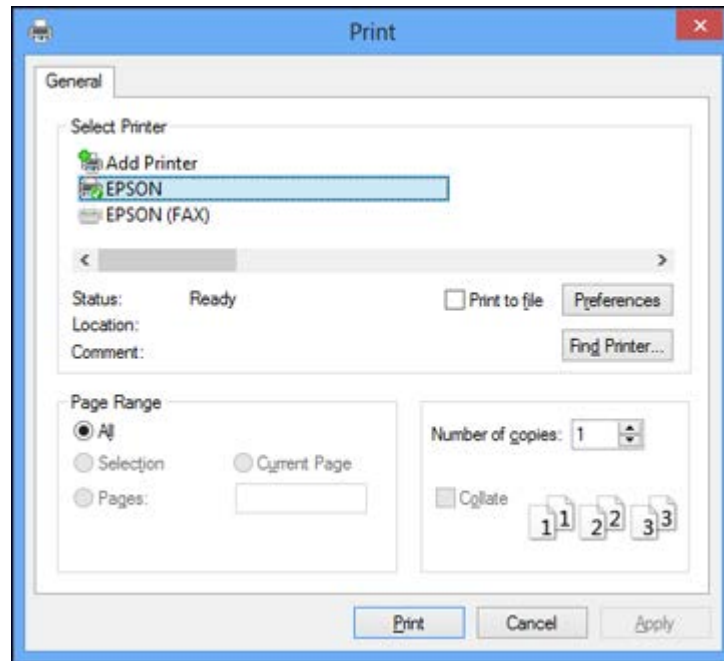 Print
General
Select Printer
Add Printer
EPSON
EPSON (FAX)
Status: Ready
Print to file
Preferences
Location:
Comment:
Find Printer...
Page Range
All
Selection
Current Page
Pages:
Number of copies: 1
Collate
1 1 2 2 3 3
Print
Cancel
Apply